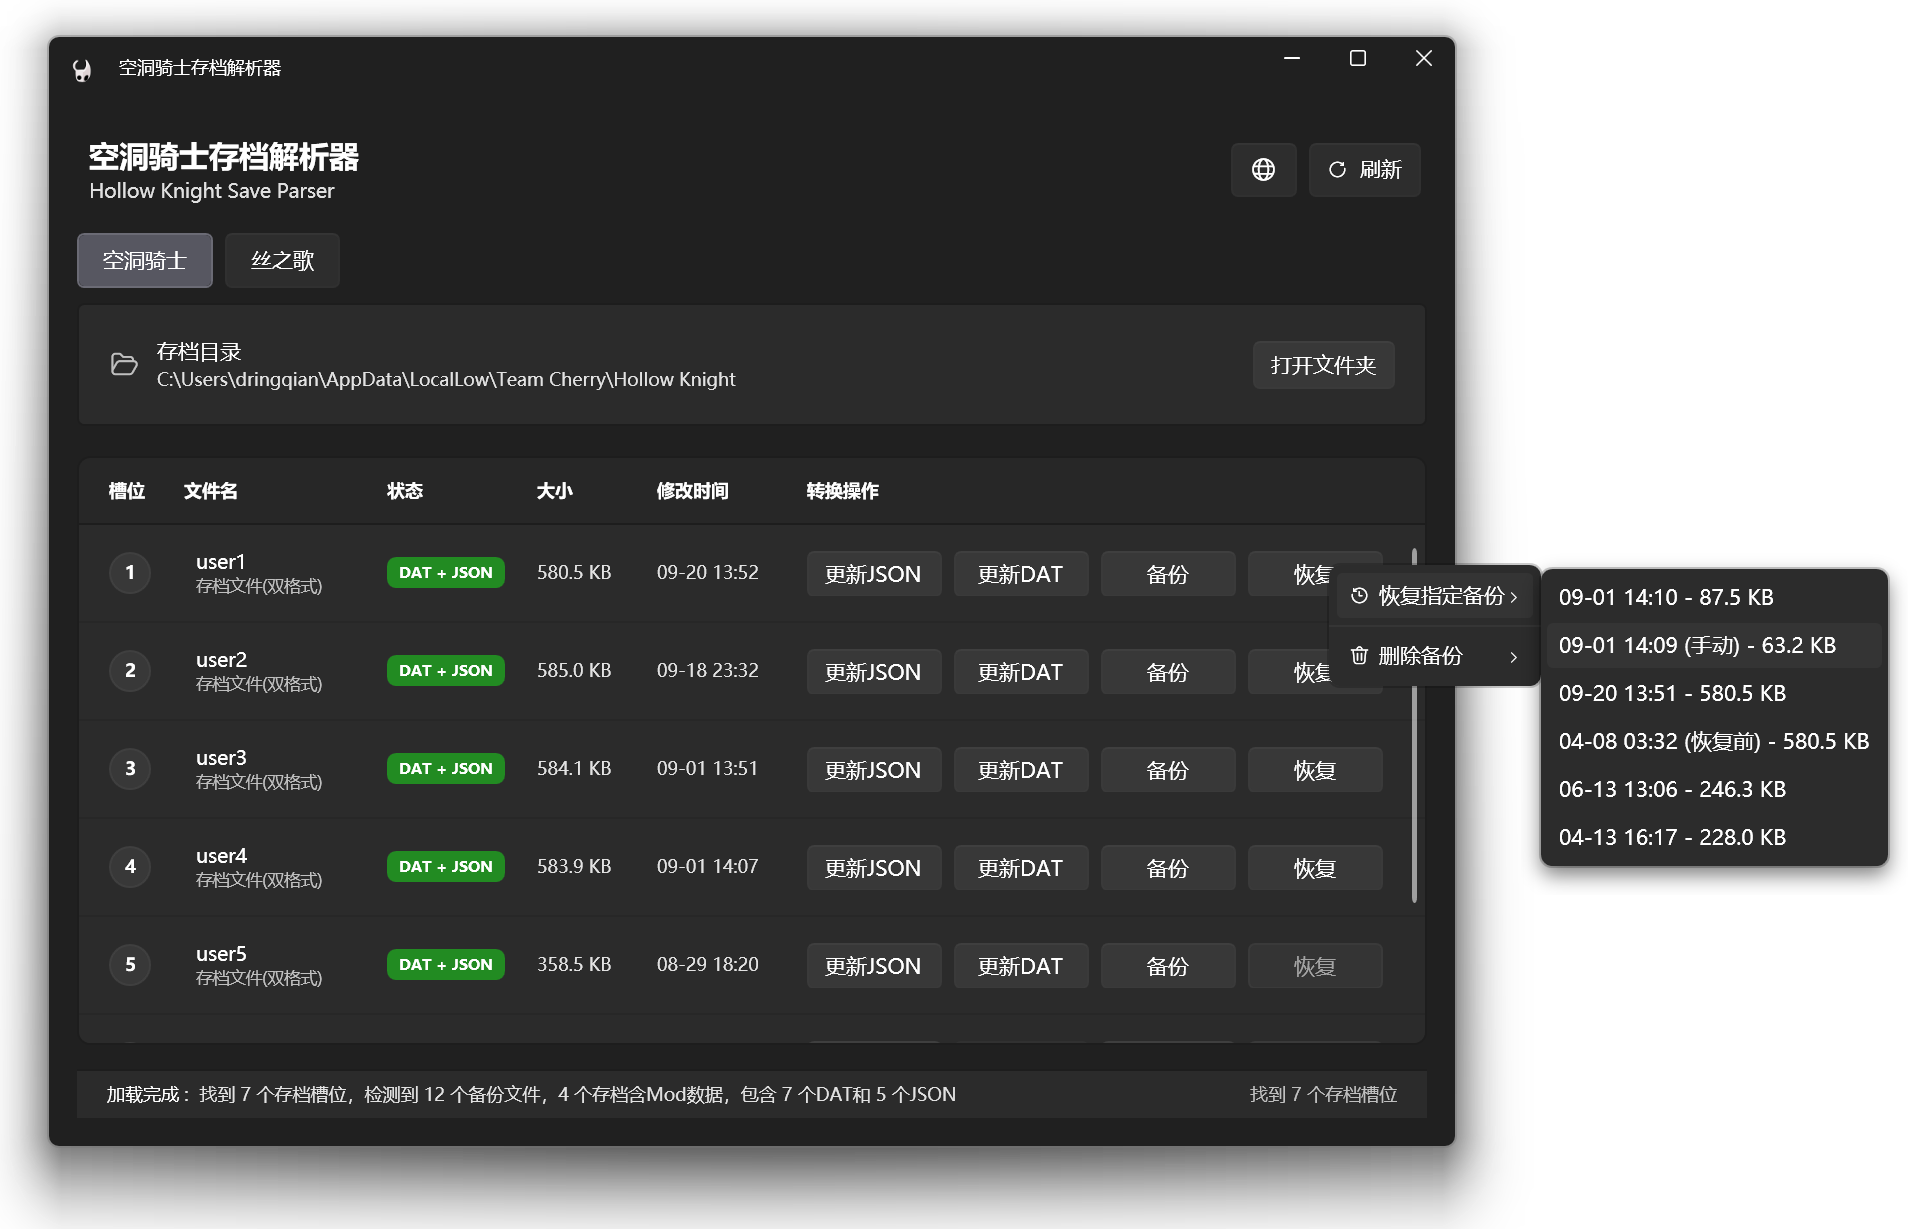 空洞骑士存档解析器
空洞骑士存档解析器
Hollow Knight Save Parser
刷新
空洞骑士
丝之歌
存档目录
C:\Users\dringqian\AppData\LocalLow\Team Cherry\Hollow Knight
打开文件夹
槽位 文件名 状态 大小 修改时间 转换操作
1 user1 DAT + JSON 580.5 KB 09-20 13:52 更新JSON 更新DAT 备份 恢复
存档文件(双格式)
2 user2 DAT + JSON 585.0 KB 09-18 23:32 更新JSON 更新DAT 备份 恢复
存档文件(双格式)
3 user3 DAT + JSON 584.1 KB 09-01 13:51 更新JSON 更新DAT 备份 恢复
存档文件(双格式)
4 user4 DAT + JSON 583.9 KB 09-01 14:07 更新JSON 更新DAT 备份 恢复
存档文件(双格式)
5 user5 DAT + JSON 358.5 KB 08-29 18:20 更新JSON 更新DAT 备份 恢复
存档文件(双格式)
恢复指定备份
删除备份
09-01 14:10 - 87.5 KB
09-01 14:09 (手动) - 63.2 KB
09-20 13:51 - 580.5 KB
04-08 03:32 (恢复前) - 580.5 KB
06-13 13:06 - 246.3 KB
04-13 16:17 - 228.0 KB
加载完成：找到 7 个存档槽位，检测到 12 个备份文件，4 个存档含Mod数据，包含 7 个DAT和 5 个JSON
找到 7 个存档槽位